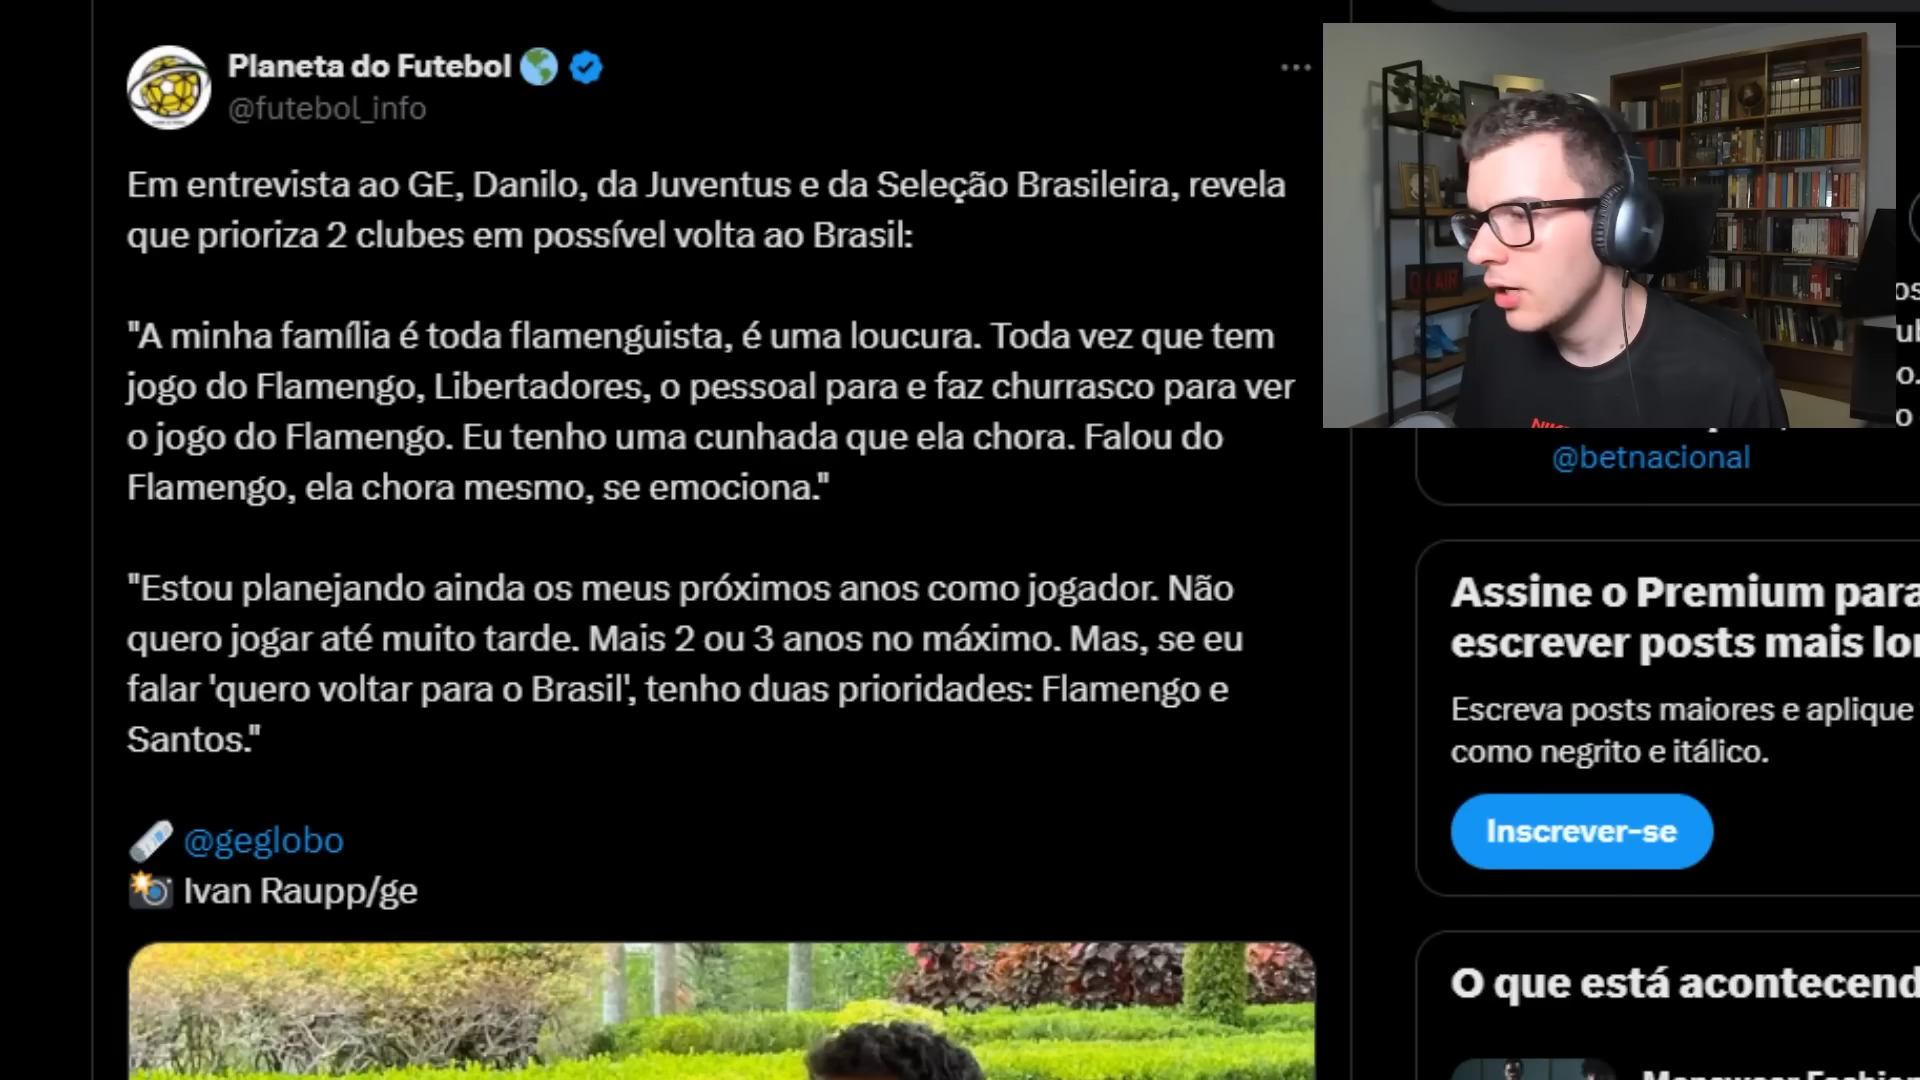 Planeta do Futebol
@futebol_info
Em entrevista ao GE, Danilo, da Juventus e da Seleção Brasileira, revela
que prioriza 2 clubes em possível volta ao Brasil:
"A minha família é toda flamenguista, é uma loucura. Toda vez que tem
jogo do Flamengo, Libertadores, o pessoal para e faz churrasco para ver
o jogo do Flamengo. Eu tenho uma cunhada que ela chora. Falou do
Flamengo, ela chora mesmo, se emociona."
"Estou planejando ainda os meus próximos anos como jogador. Não
quero jogar até muito tarde. Mais 2 ou 3 anos no máximo. Mas, se eu
falar 'quero voltar para o Brasil', tenho duas prioridades: Flamengo e
Santos."
@geglobo
Ivan Raupp/ge
ON AIR
@betnacional
Assine o Premium para
escrever posts mais lon
Escreva posts maiores e aplique
como negrito e itálico.
Inscrever-se
O que está acontecend